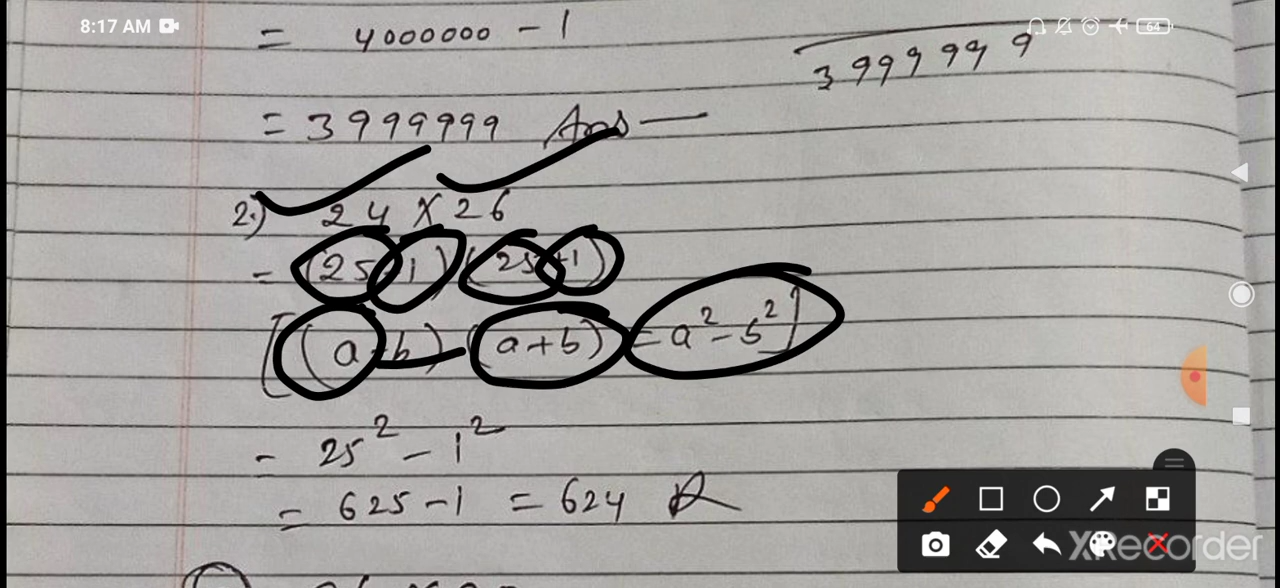 8:17 AM 64
= 4000000 - 1
3999999
= 3999999 Ans
2.) 24 X 26
= (25-1)(25+1)
[(a-b)(a+b) = a²-b²]
= 25² - 1²
= 625-1 = 624
XRecorder